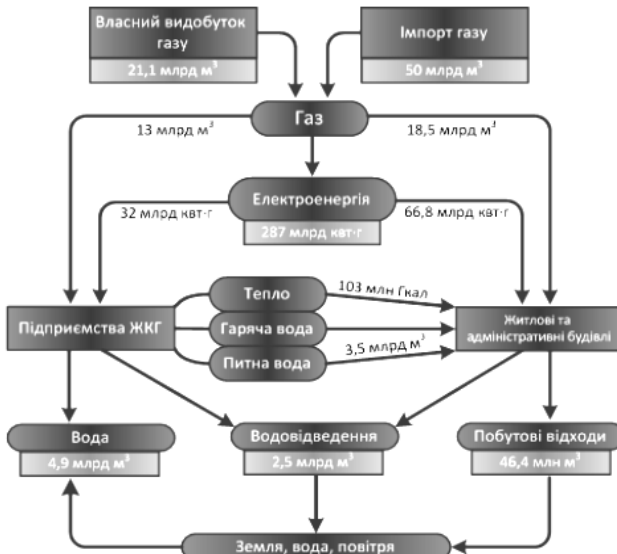 Власний видобуток
газу
21,1 млрд м³
Імпорт газу
50 млрд м³
Газ
13 млрд м³
18,5 млрд м³
Електроенергія
287 млрд квт·г
32 млрд квт·г
66,8 млрд квт·г
Тепло
103 млн Гкал
Підприємства ЖКГ
Гаряча вода
Житлові та
адміністративні будівлі
Питна вода
3,5 млрд м³
Вода
4,9 млрд м³
Водовідведення
2,5 млрд м³
Побутові відходи
46,4 млн м³
Земля, вода, повітря